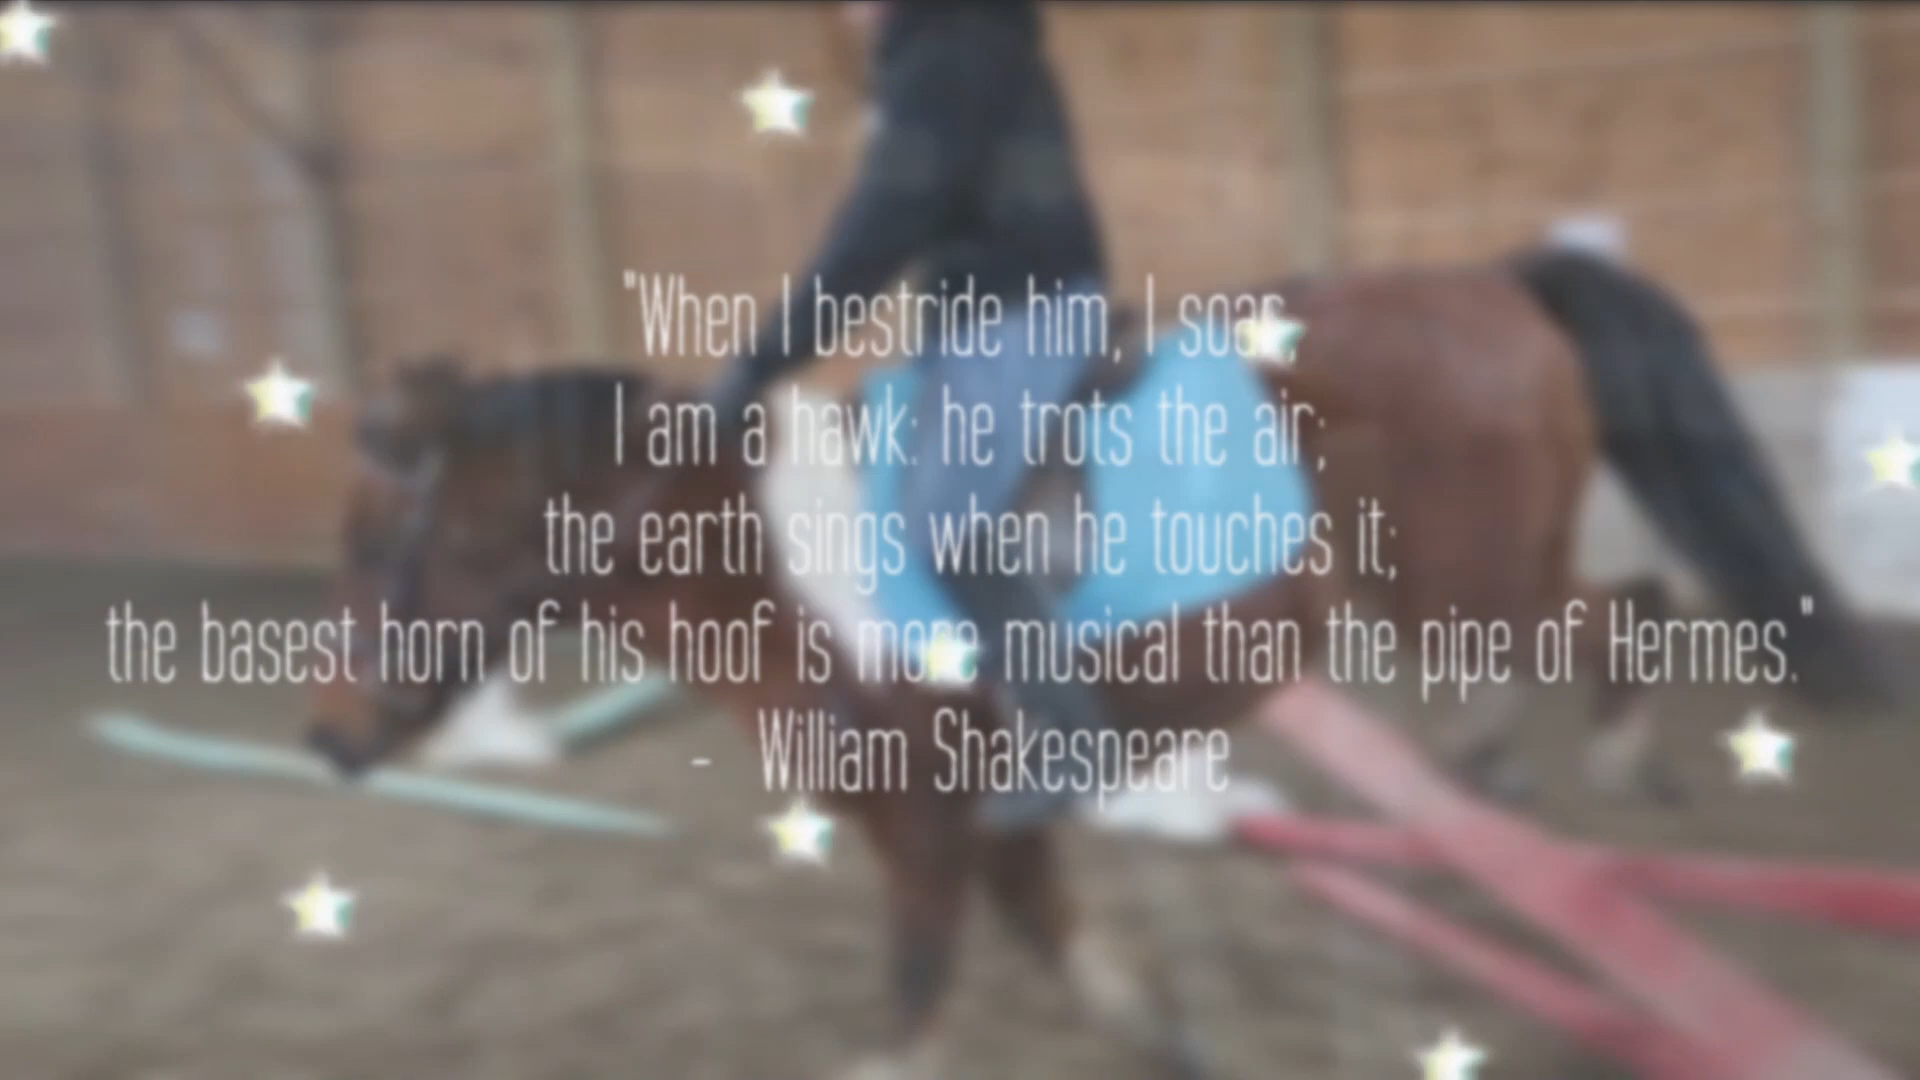 "When I bestride him, I soar,
I am a hawk: he trots the air;
the earth sings when he touches it;
the basest horn of his hoof is more musical than the pipe of Hermes."
- William Shakespeare